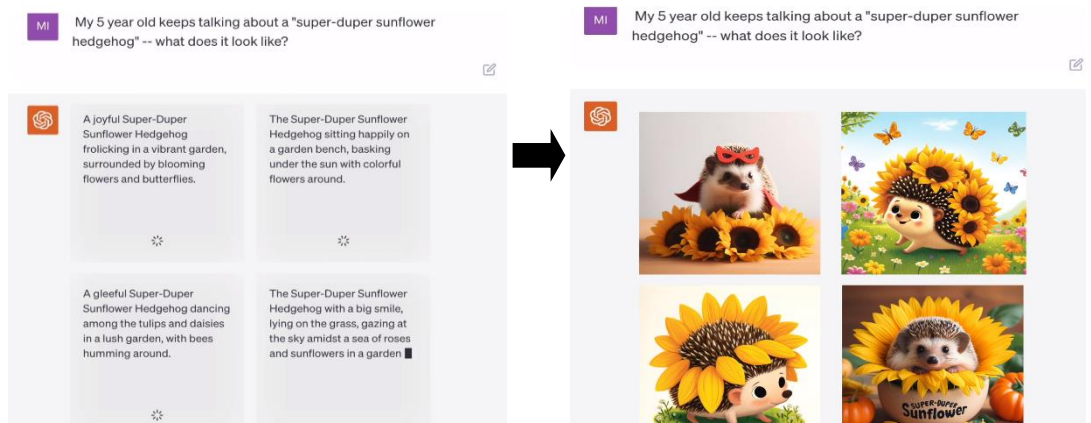 MI
My 5 year old keeps talking about a "super-duper sunflower
hedgehog" -- what does it look like?
A joyful Super-Duper
Sunflower Hedgehog
frolicking in a vibrant garden,
surrounded by blooming
flowers and butterflies.
The Super-Duper Sunflower
Hedgehog sitting happily on
a garden bench, basking
under the sun with colorful
flowers around.
A gleeful Super-Duper
Sunflower Hedgehog dancing
among the tulips and daisies
in a lush garden, with bees
humming around.
The Super-Duper Sunflower
Hedgehog with a big smile,
lying on the grass, gazing at
the sky amidst a sea of roses
and sunflowers in a garden
MI
My 5 year old keeps talking about a "super-duper sunflower
hedgehog" -- what does it look like?
SUPER-DUPER
Sunflower